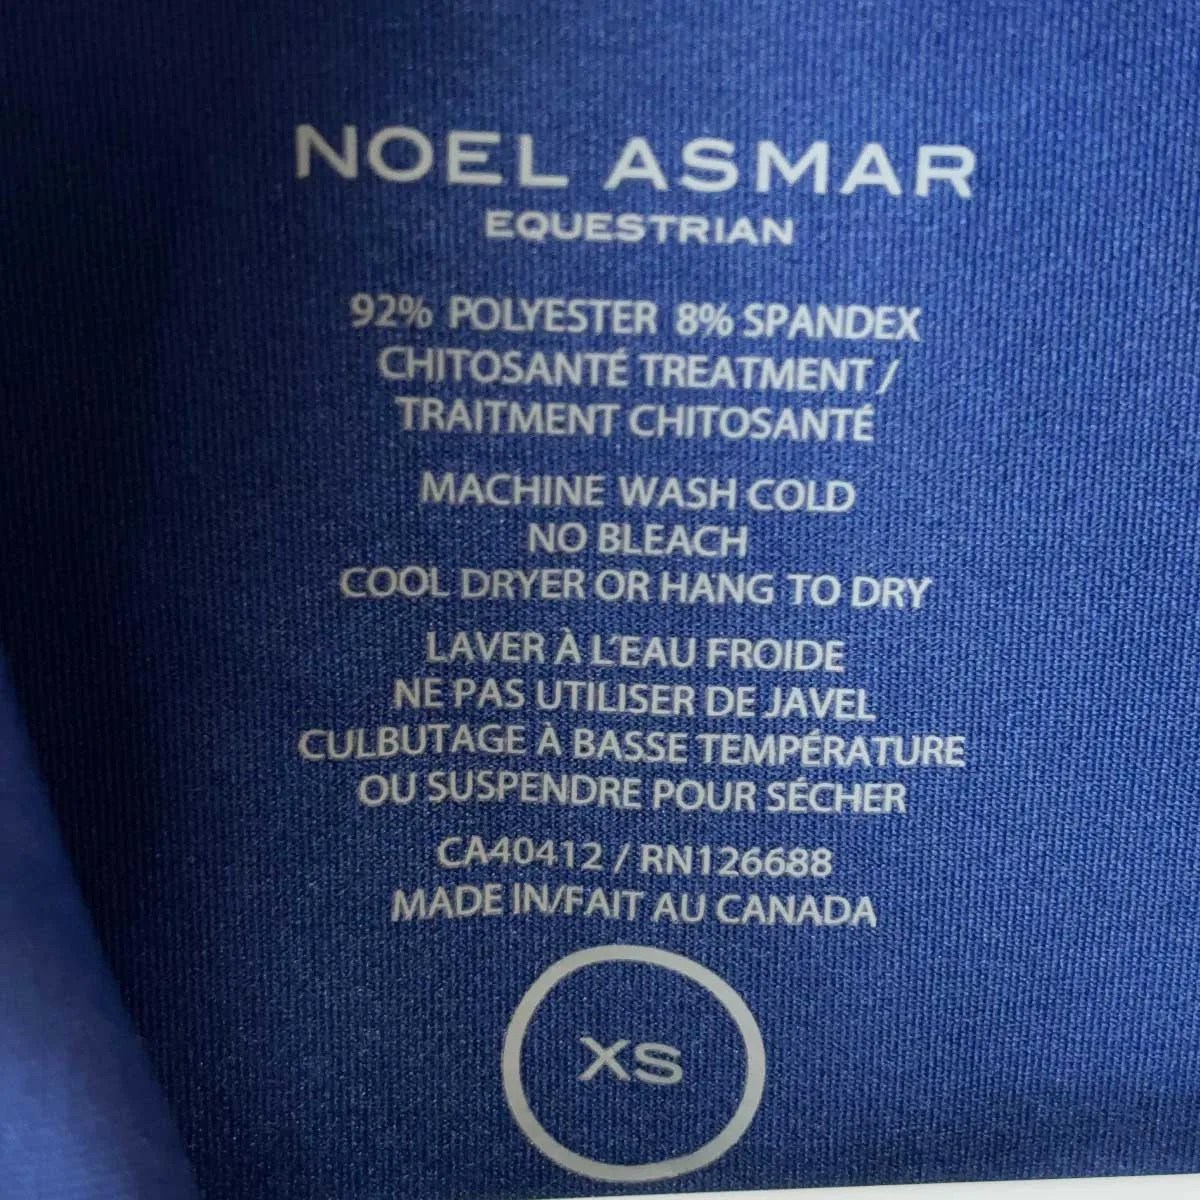 NOEL ASMAR
EQUESTRIAN
92% POLYESTER 8% SPANDEX
CHITOSANTÉ TREATMENT /
TRAITMENT CHITOSANTÉ
MACHINE WASH COLD
NO BLEACH
COOL DRYER OR HANG TO DRY
LAVER À L'EAU FROIDE
NE PAS UTILISER DE JAVEL
CULBUTAGE À BASSE TEMPÉRATURE
OU SUSPENDRE POUR SÉCHER
CA40412 / RN126688
MADE IN/FAIT AU CANADA
XS